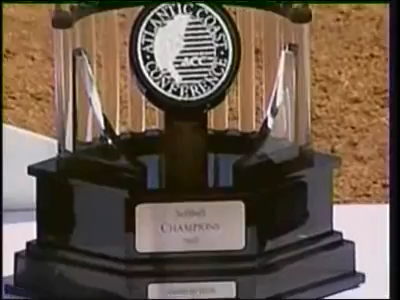 ATLANTIC COAST
CONFERENCE
ACC
Softball
CHAMPIONS